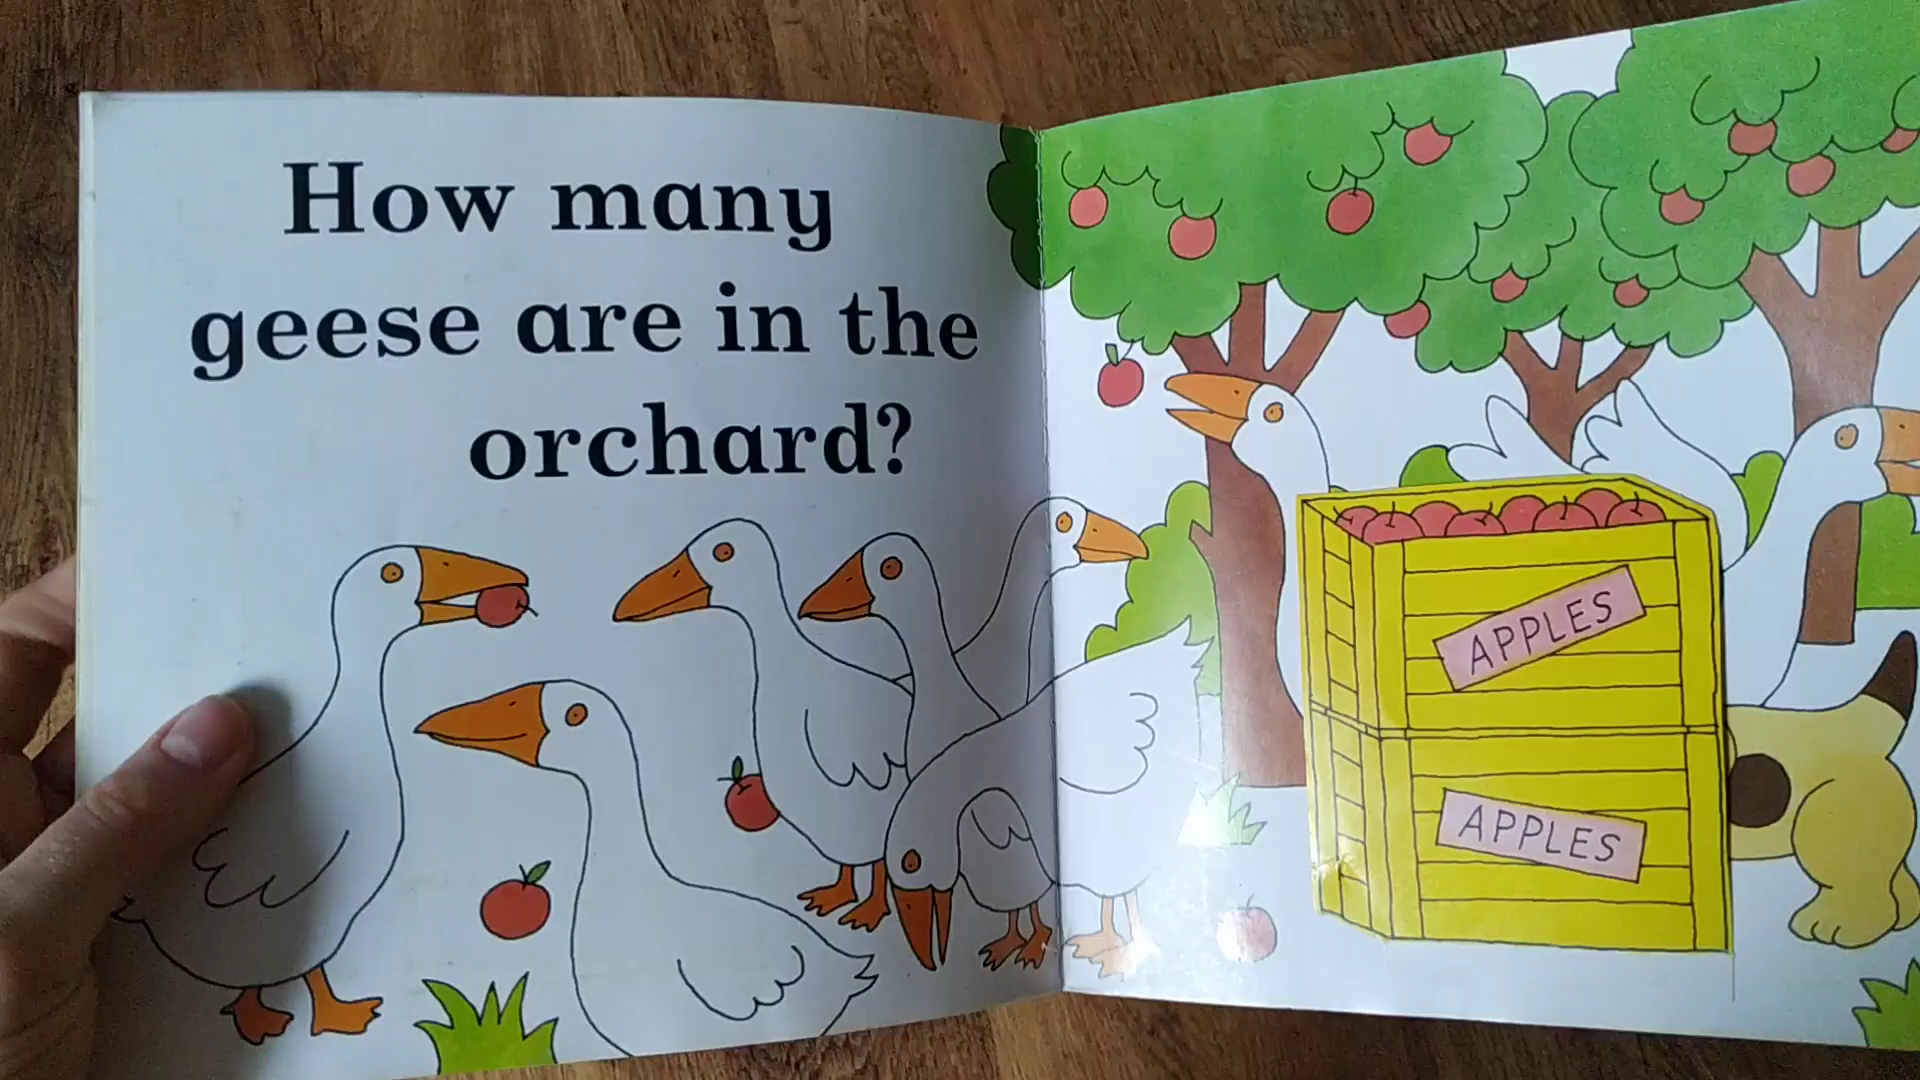 How many
geese are in the
orchard?
APPLES
APPLES